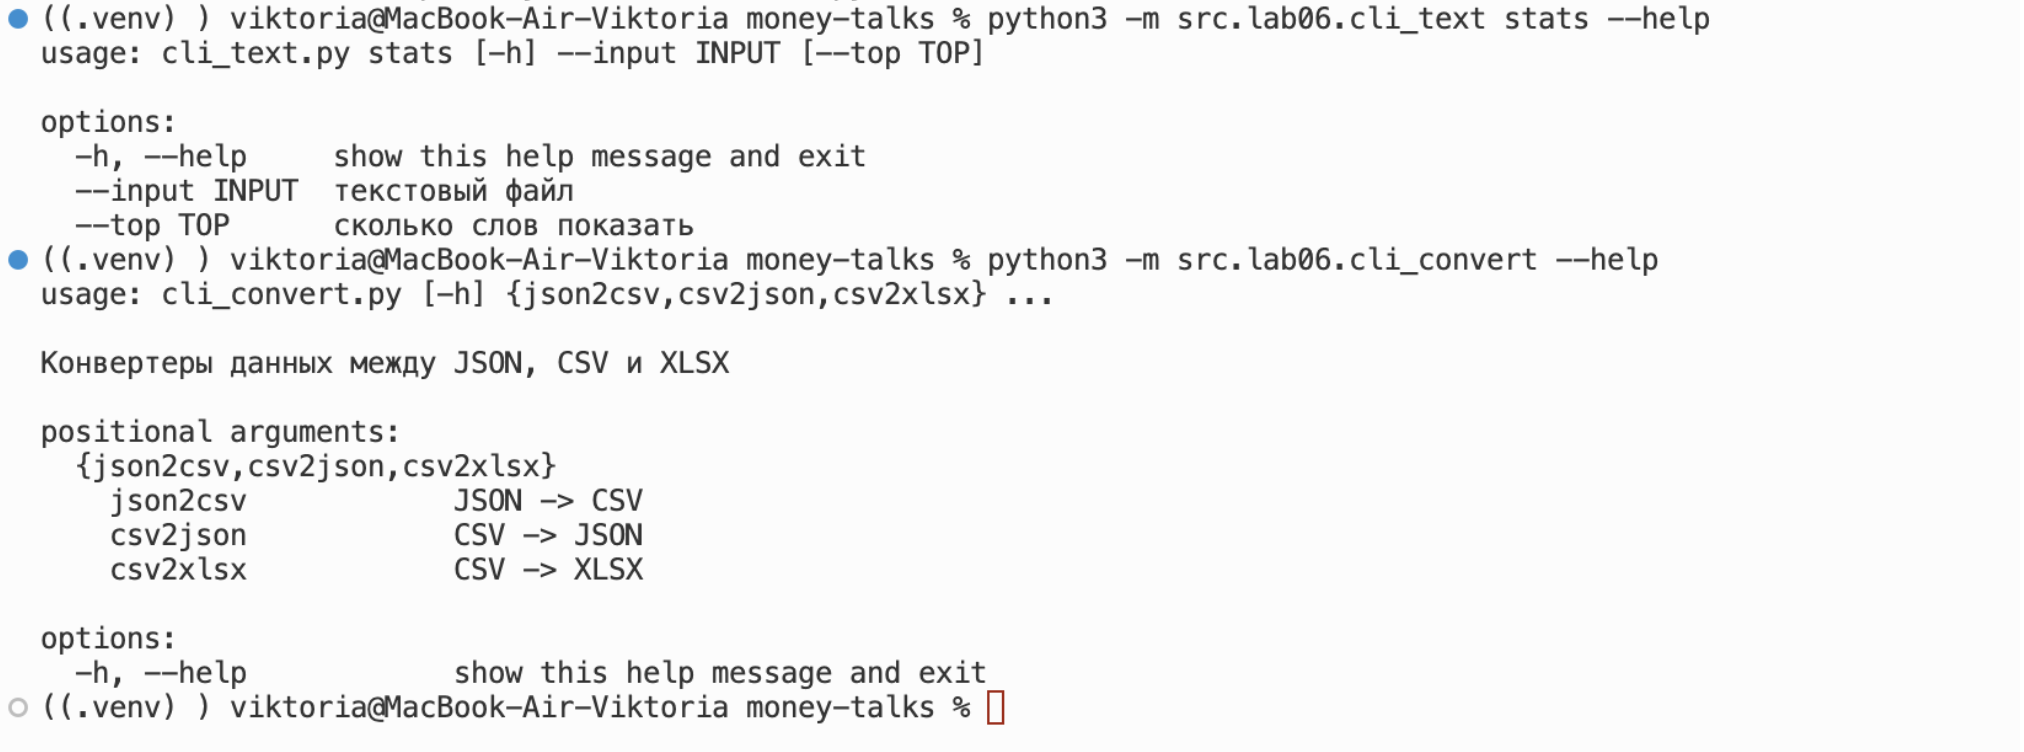 ((.venv) ) viktoria@MacBook-Air-Viktoria money-talks % python3 -m src.lab06.cli_text stats --help
usage: cli_text.py stats [-h] --input INPUT [--top TOP]
options:
-h, --help show this help message and exit
--input INPUT текстовый файл
--top TOP сколько слов показать
((.venv) ) viktoria@MacBook-Air-Viktoria money-talks % python3 -m src.lab06.cli_convert --help
usage: cli_convert.py [-h] {json2csv,csv2json,csv2xlsx} ...
Конвертеры данных между JSON, CSV и XLSX
positional arguments:
{json2csv,csv2json,csv2xlsx}
json2csv JSON -> CSV
csv2json CSV -> JSON
csv2xlsx CSV -> XLSX
options:
-h, --help show this help message and exit
((.venv) ) viktoria@MacBook-Air-Viktoria money-talks %